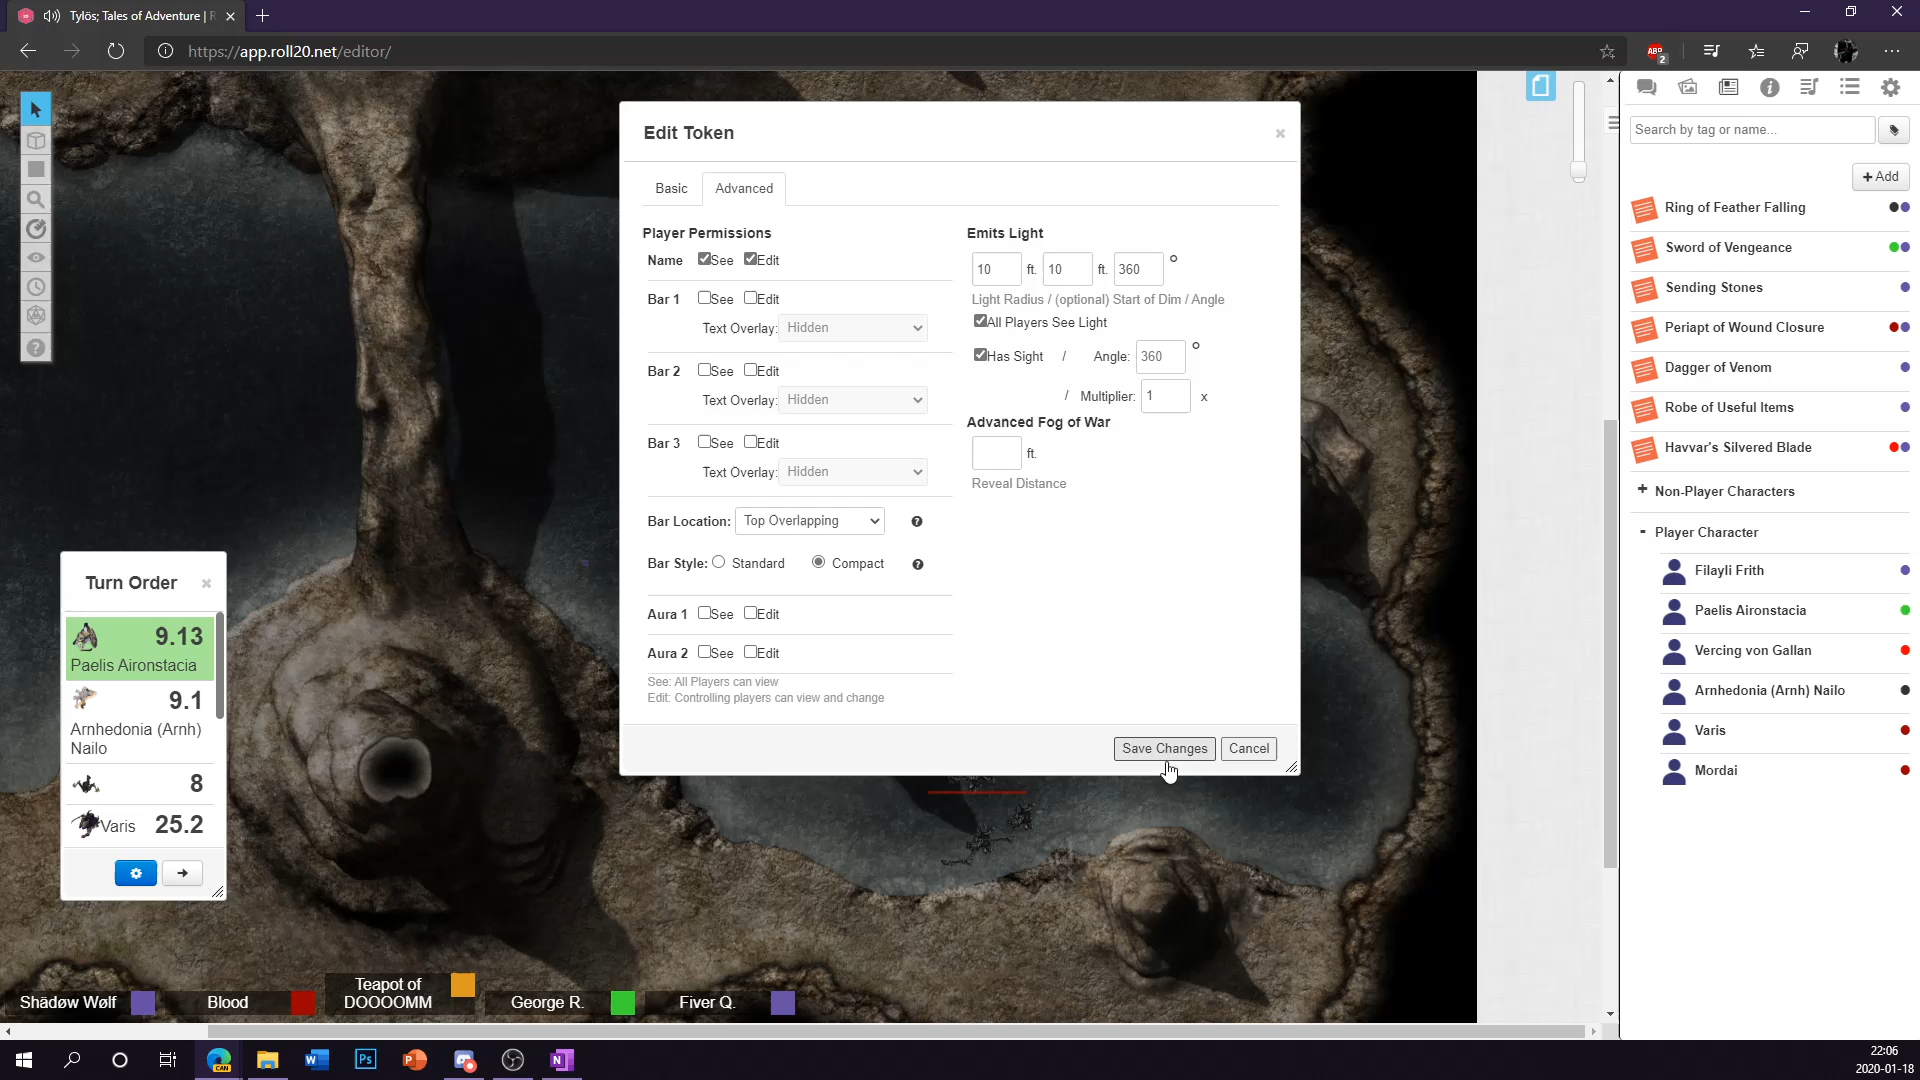 Tylös; Tales of Adventure | R
https://app.roll20.net/editor/
ABP
2
Edit Token
Basic
Advanced
Player Permissions
Name See Edit
Bar 1 See Edit
Text Overlay: Hidden
Bar 2 See Edit
Text Overlay: Hidden
Bar 3 See Edit
Text Overlay: Hidden
Bar Location: Top Overlapping
Bar Style: Standard Compact
Aura 1 See Edit
Aura 2 See Edit
See: All Players can view
Edit: Controlling players can view and change
Emits Light
10 ft. 10 ft. 360 °
Light Radius / (optional) Start of Dim / Angle
All Players See Light
Has Sight / Angle: 360 °
/ Multiplier: 1 x
Advanced Fog of War
ft.
Reveal Distance
Save Changes
Cancel
Turn Order
9.13
Paelis Aironstacia
9.1
Arnhedonia (Arnh)
Nailo
8
Varis 25.2
Shädøw Wølf
Blood
Teapot of
DOOOOMM
George R.
Fiver Q.
Search by tag or name...
+ Add
Ring of Feather Falling
Sword of Vengeance
Sending Stones
Periapt of Wound Closure
Dagger of Venom
Robe of Useful Items
Havvar's Silvered Blade
+ Non-Player Characters
- Player Character
Filayli Frith
Paelis Aironstacia
Vercing von Gallan
Arnhedonia (Arnh) Nailo
Varis
Mordai
CAN
W
Ps
P
N
22:06
2020-01-18